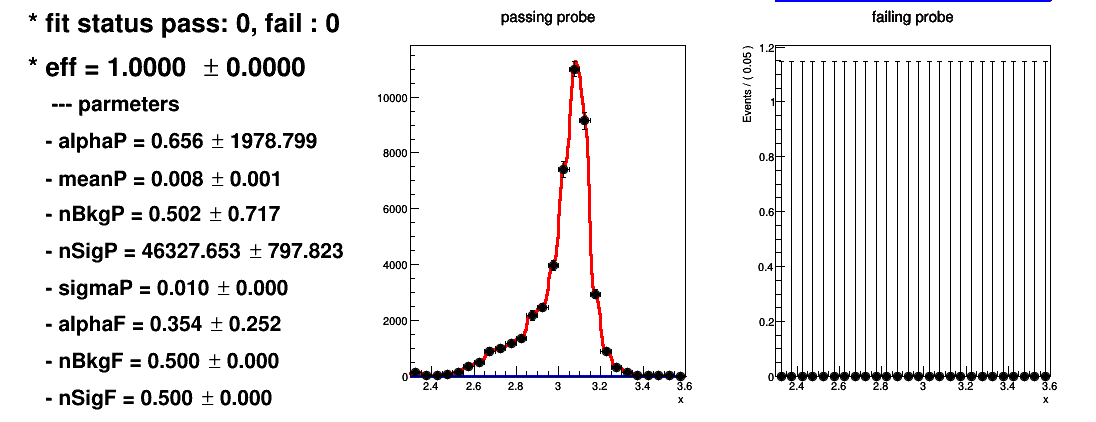 * fit status pass: 0, fail : 0
* eff = 1.0000 ± 0.0000
--- parmeters
- alphaP = 0.656 ± 1978.799
- meanP = 0.008 ± 0.001
- nBkgP = 0.502 ± 0.717
- nSigP = 46327.653 ± 797.823
- sigmaP = 0.010 ± 0.000
- alphaF = 0.354 ± 0.252
- nBkgF = 0.500 ± 0.000
- nSigF = 0.500 ± 0.000
passing probe
10000
8000
6000
4000
2000
0
2.4 2.6 2.8 3 3.2 3.4 3.6
x
failing probe
Events / ( 0.05 )
1.2
1
0.8
0.6
0.4
0.2
0
2.4 2.6 2.8 3 3.2 3.4 3.6
x